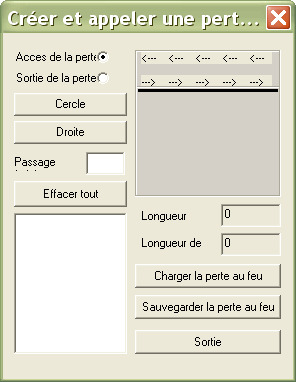 Créer et appeler une pert...
Acces de la perte
Sortie de la perte
<--- <--- <--- <--- <---
---> ---> ---> ---> --->
Cercle
Droite
Passage
Effacer tout
Longueur 0
Longueur de 0
Charger la perte au feu
Sauvegarder la perte au feu
Sortie